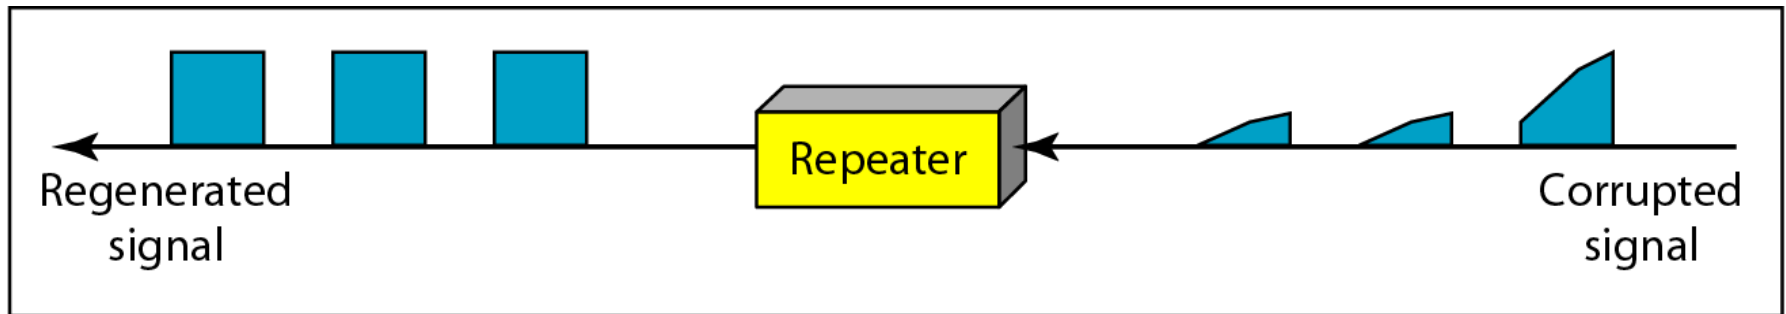 Repeater
Regenerated
signal
Corrupted
signal